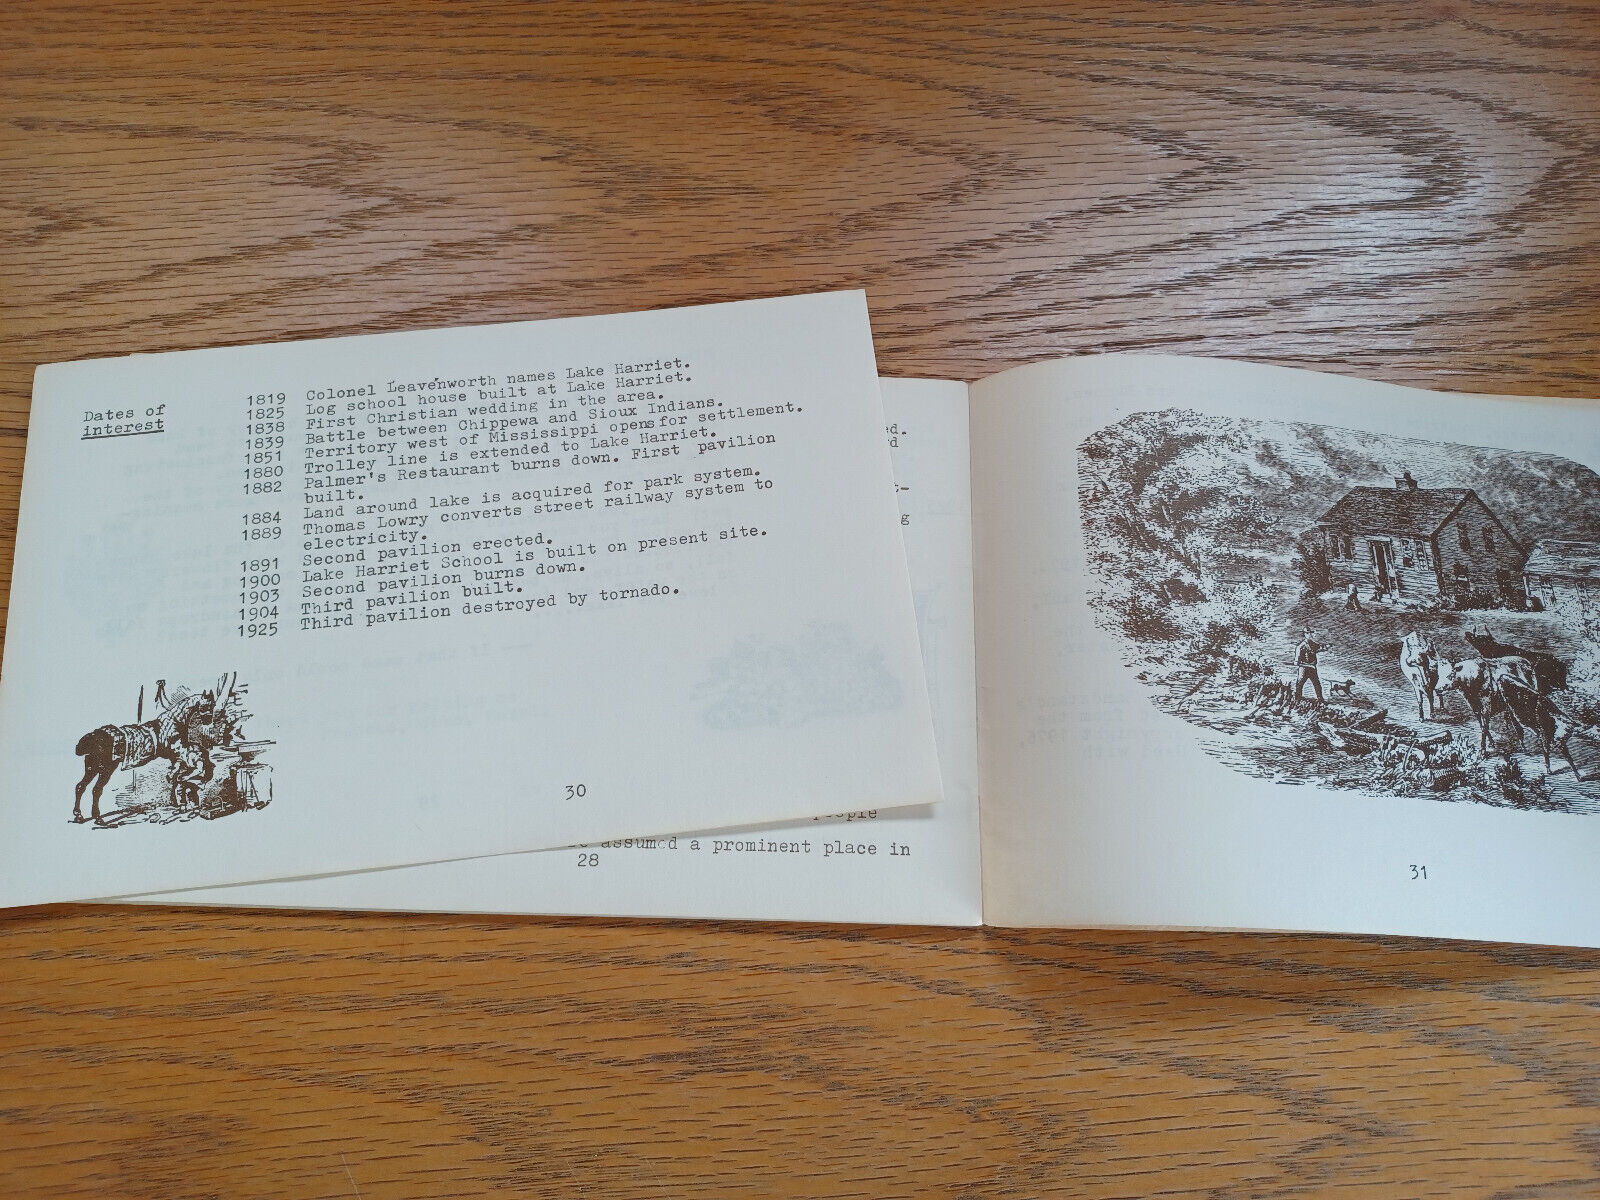 Dates of
interest
1819 Colonel Leavenworth names Lake Harriet.
1825 Log school house built at Lake Harriet.
1838 First Christian wedding in the area.
1839 Battle between Chippewa and Sioux Indians.
1851 Territory west of Mississippi opens for settlement.
1880 Trolley line is extended to Lake Harriet.
1882 Palmer's Restaurant burns down. First pavilion
built.
1884 Land around lake is acquired for park system.
1889 Thomas Lowry converts street railway system to
electricity.
1891 Second pavilion erected.
1900 Lake Harriet School is built on present site.
1903 Second pavilion burns down.
1904 Third pavilion built.
1925 Third pavilion destroyed by tornado.
30
ed.
rd
t-
g
people
assumed a prominent place in
28
31